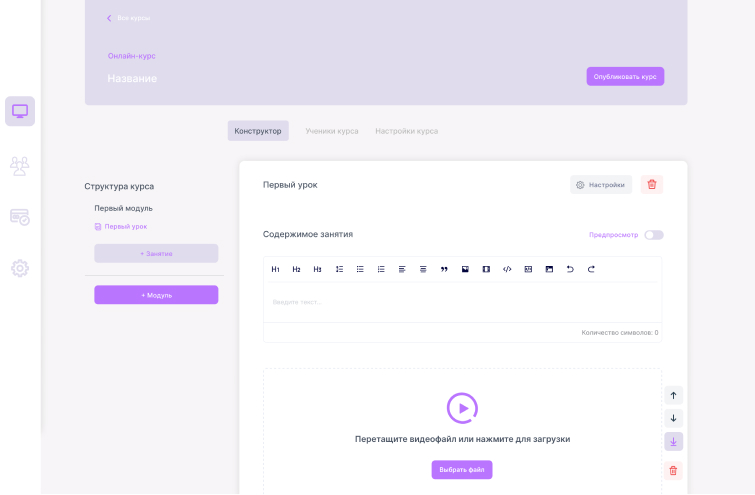 Все курсы
Онлайн-курс
Название
Опубликовать курс
Конструктор
Ученики курса
Настройки курса
Структура курса
Первый модуль
Первый урок
+ Занятие
+ Модуль
Первый урок
Настройки
Содержимое занятия
Предпросмотр
H1 H2 H3
Введите текст...
Количество символов: 0
Перетащите видеофайл или нажмите для загрузки
Выбрать файл